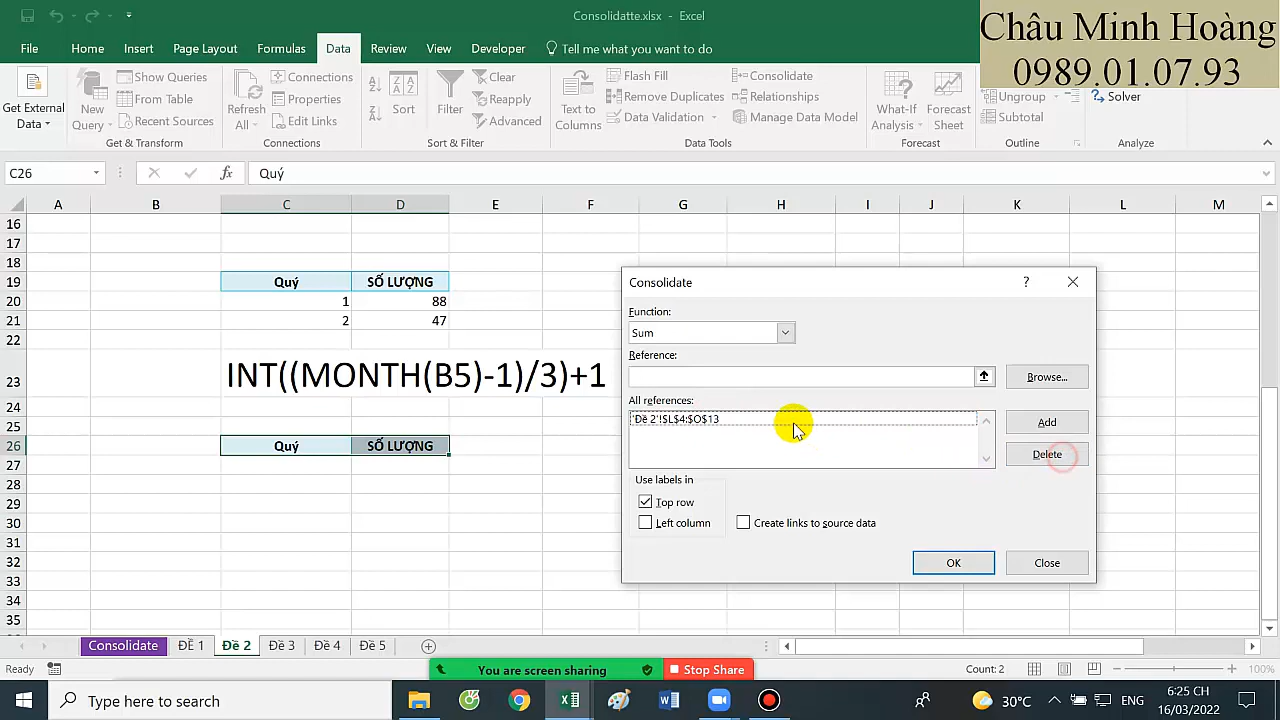 Consolidatte.xlsx - Excel
Châu Minh Hoàng
0989.01.07.93
File Home Insert Page Layout Formulas Data Review View Developer Tell me what you want to do
Get External Data
New Query
Show Queries
From Table
Recent Sources
Get & Transform
Refresh All
Connections
Properties
Edit Links
Connections
Sort
Filter
Clear
Reapply
Advanced
Sort & Filter
Text to Columns
Flash Fill
Remove Duplicates
Data Validation
Consolidate
Relationships
Manage Data Model
Data Tools
What-If Analysis
Forecast Sheet
Forecast
Ungroup
Subtotal
Outline
Solver
Analyze
C26 fx Quý
A B C D E F G H I J K L M
16
17
18
19 Quý SỐ LƯỢNG
20 1 88
21 2 47
22
23 INT((MONTH(B5)-1)/3)+1
24
25
26 Quý SỐ LƯỢNG
27
28
29
30
31
32
33
34
35
Consolidate ?
Function:
Sum
Reference:
Browse...
All references:
'Đề 2'!$L$4:$O$13
Add
Delete
Use labels in
Top row
Left column
Create links to source data
OK Close
Consolidate ĐỀ 1 Đề 2 Đề 3 Đề 4 Đề 5
Ready
Count: 2
100%
You are screen sharing Stop Share
Type here to search
30°C ENG
6:25 CH
16/03/2022